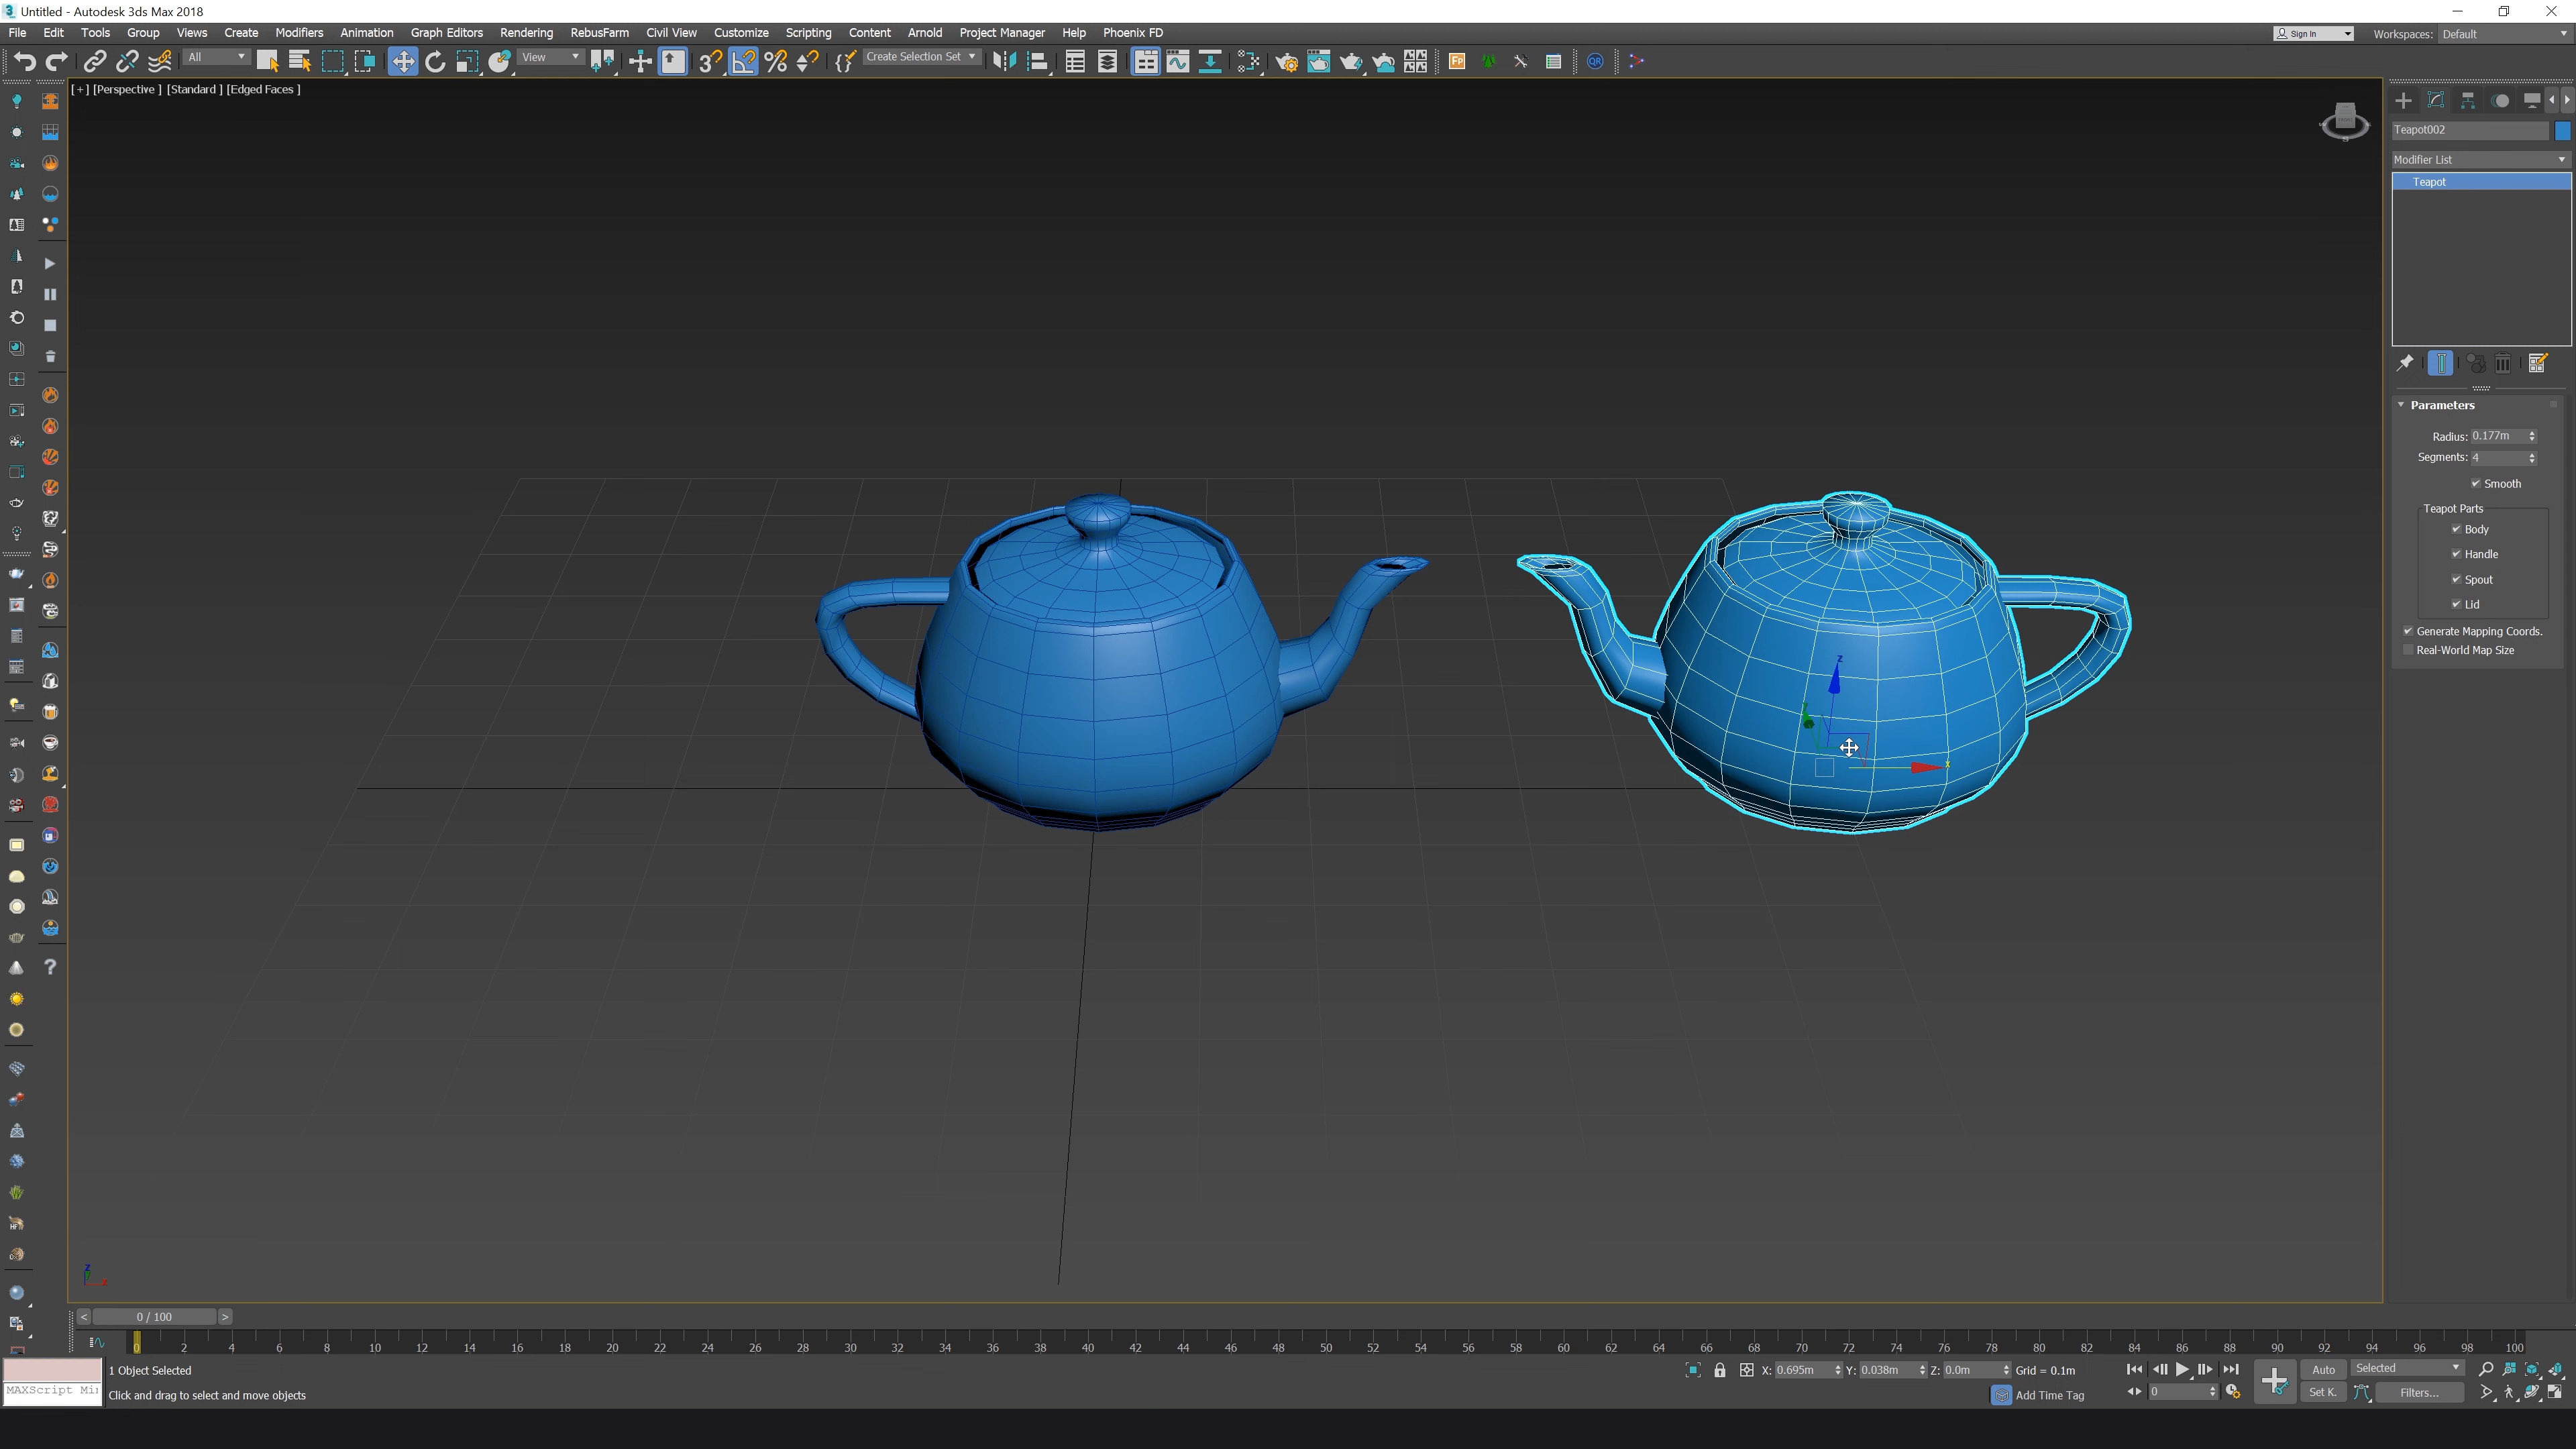 Untitled - Autodesk 3ds Max 2018
File Edit Tools Group Views Create Modifiers Animation Graph Editors Rendering RebusFarm Civil View Customize Scripting Content Arnold Project Manager Help Phoenix FD Sign In Workspaces: Default
All View Create Selection Set Fp QR
[+] [Perspective ] [Standard ] [Edged Faces ]
Teapot002
Modifier List
Teapot
Parameters
Radius: 0.177m
Segments: 4
Smooth
Teapot Parts
Body
Handle
Spout
Lid
Generate Mapping Coords.
Real-World Map Size
z
x
z
x
< 0 / 100 >
0 2 4 6 8 10 12 14 16 18 20 22 24 26 28 30 32 34 36 38 40 42 44 46 48 50 52 54 56 58 60 62 64 66 68 70 72 74 76 78 80 82 84 86 88 90 92 94 96 98 100
1 Object Selected X: 0.695m Y: 0.038m Z: 0.0m Grid = 0.1m Auto Selected
MAXScript Mi Click and drag to select and move objects Add Time Tag 0 Set K. Filters...